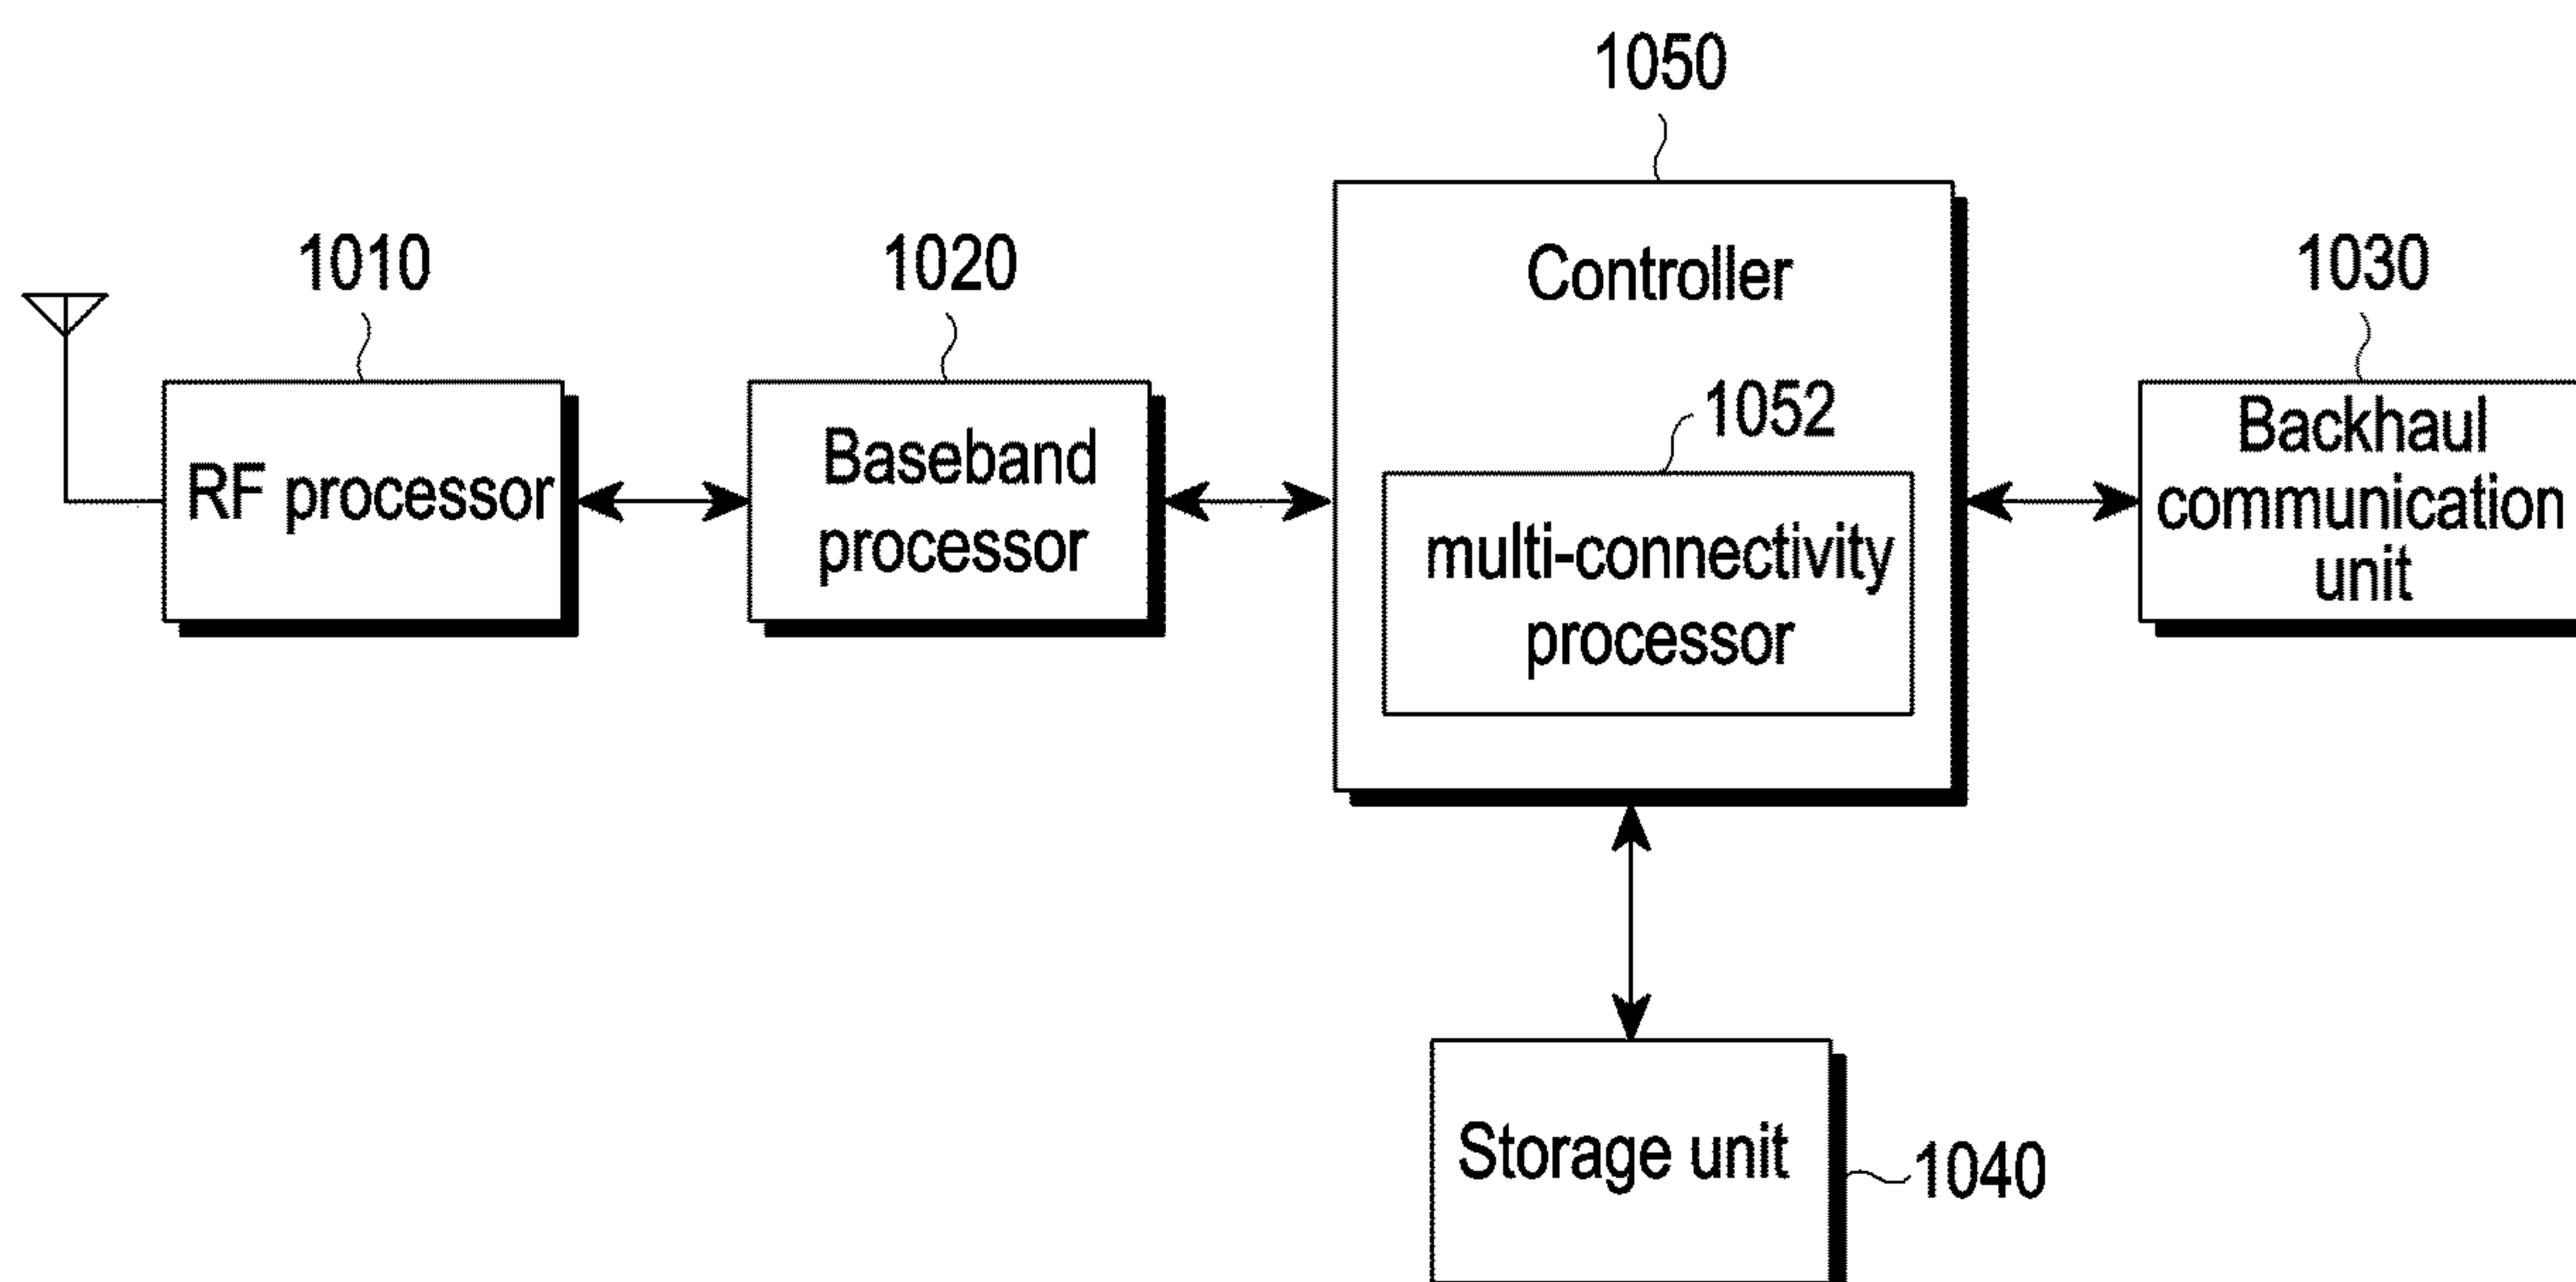 1050
1010
1020
Controller
1030
1052
RF processor
Baseband
processor
multi-connectivity
processor
Backhaul
communication
unit
Storage unit
1040